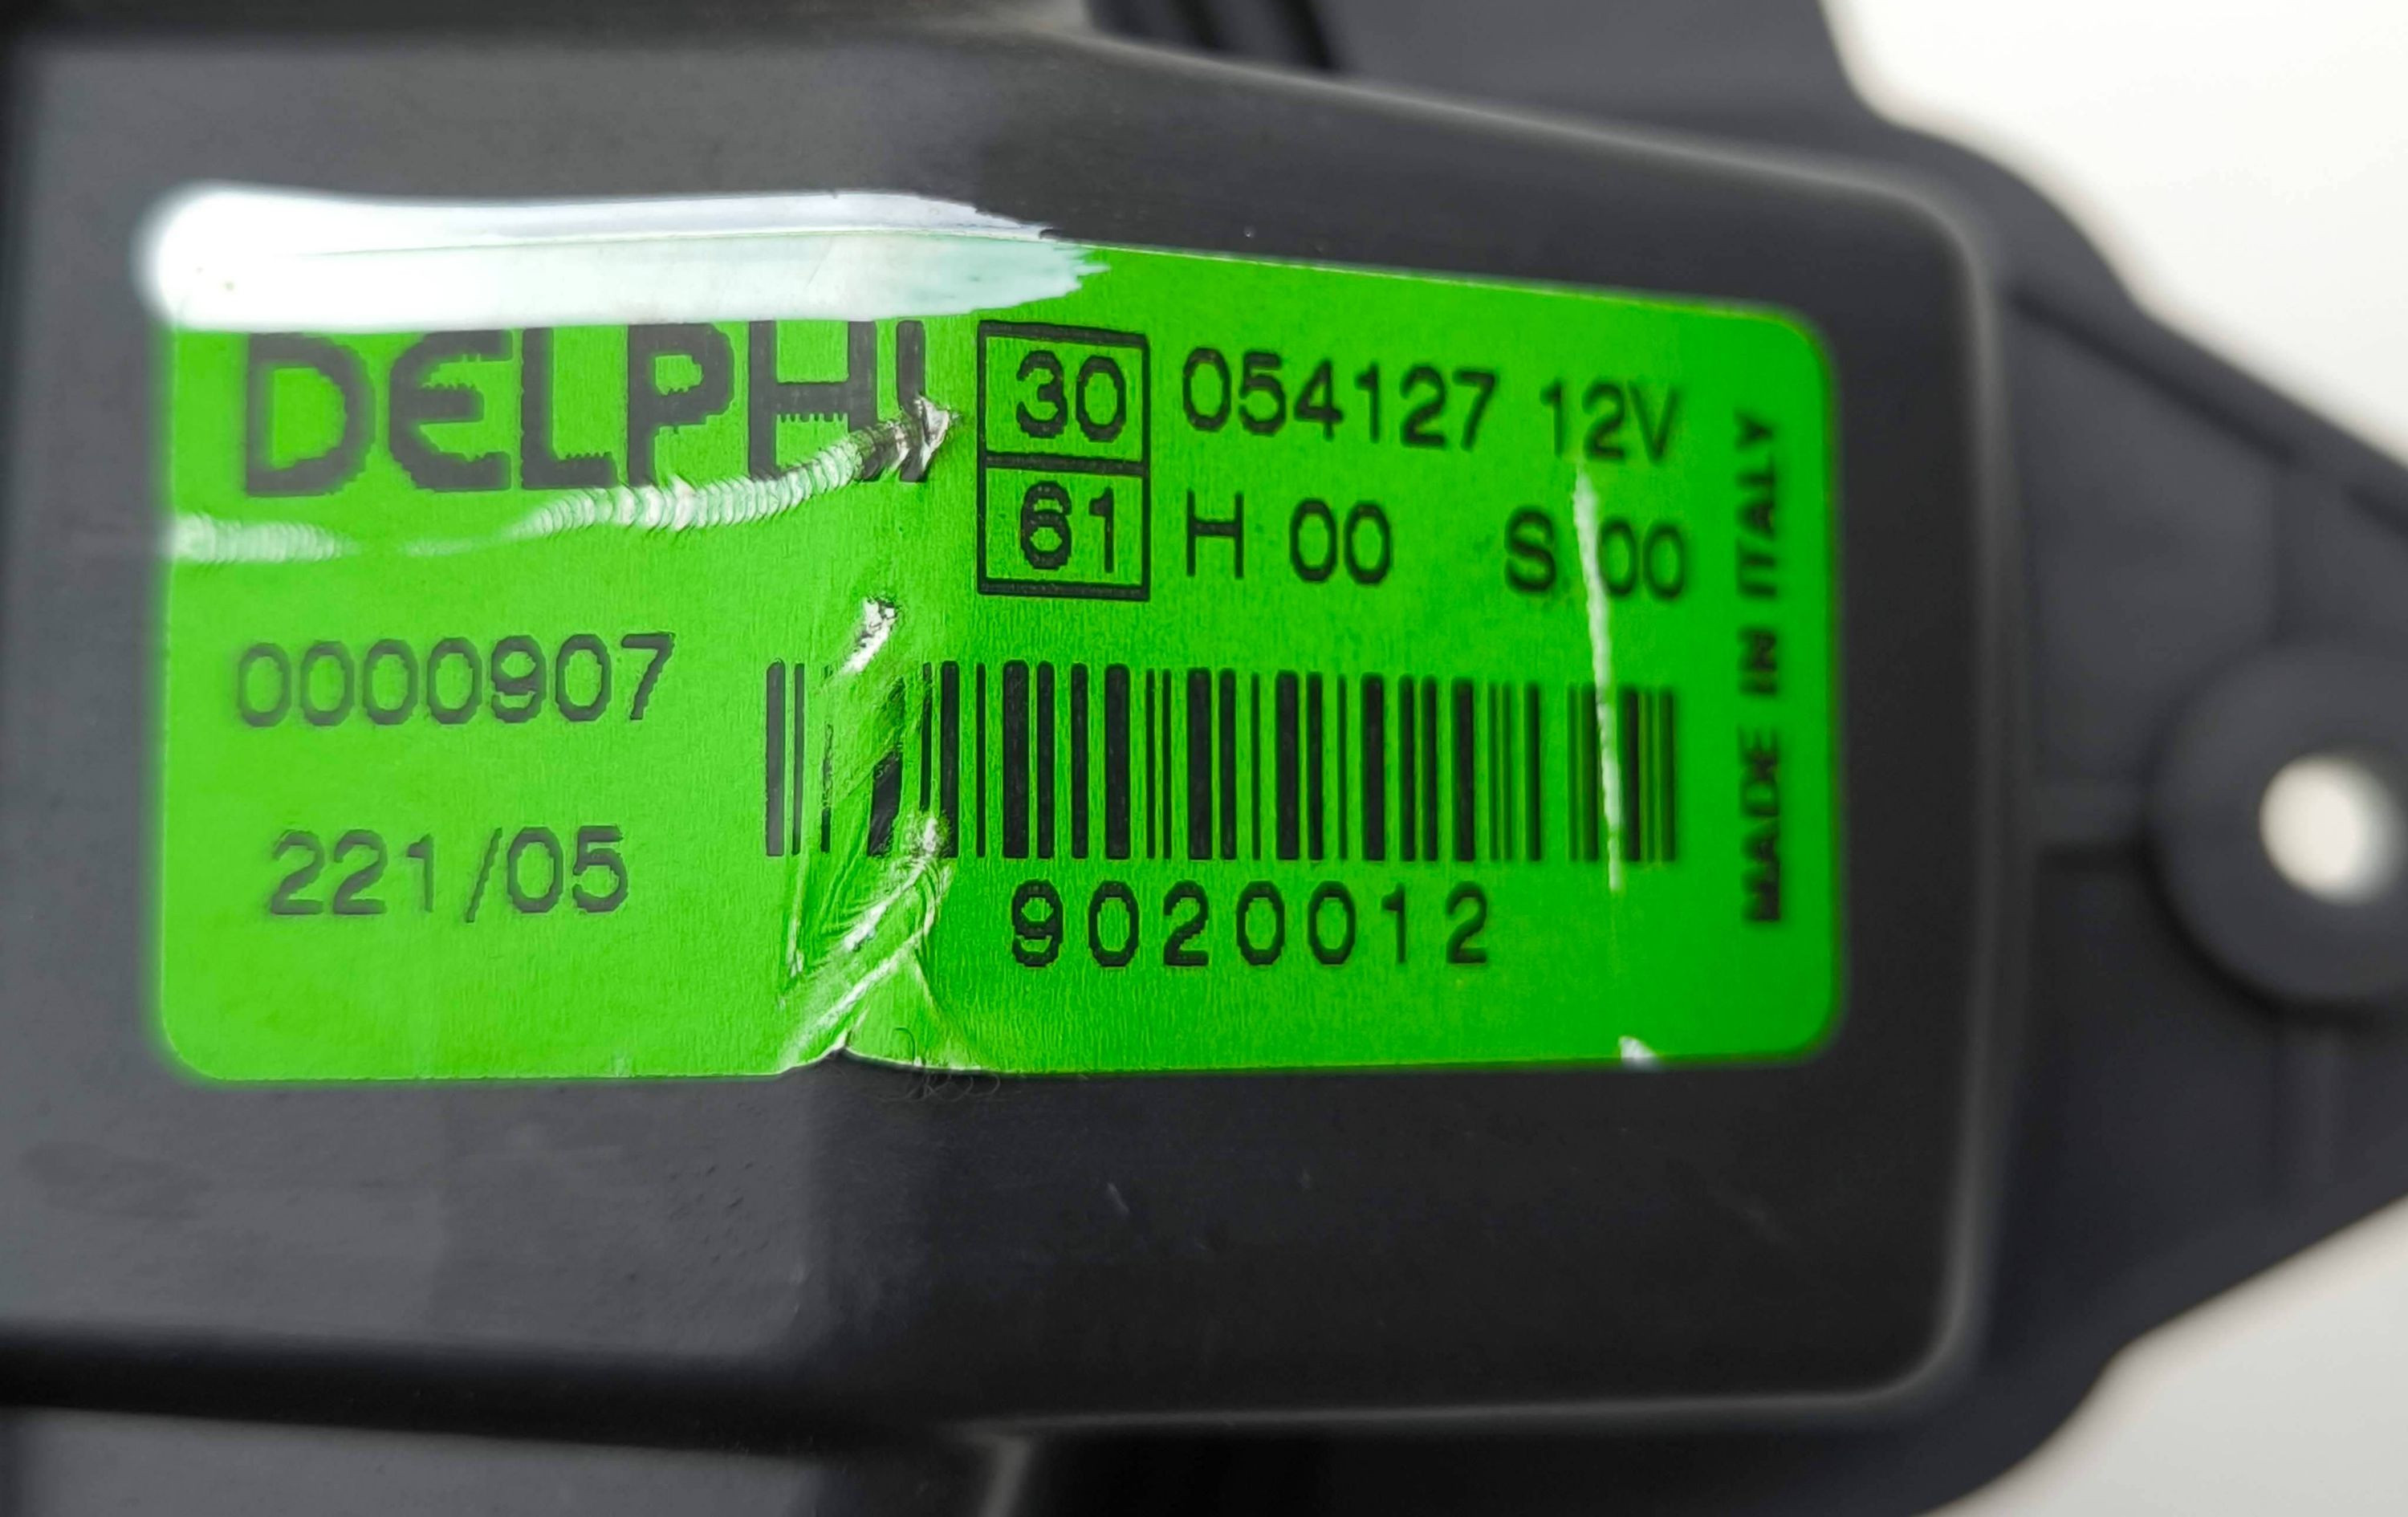 DELPHI
30 054127 12V
61 H 00 S 00
0000907
221/05
9020012
MADE IN ITALY